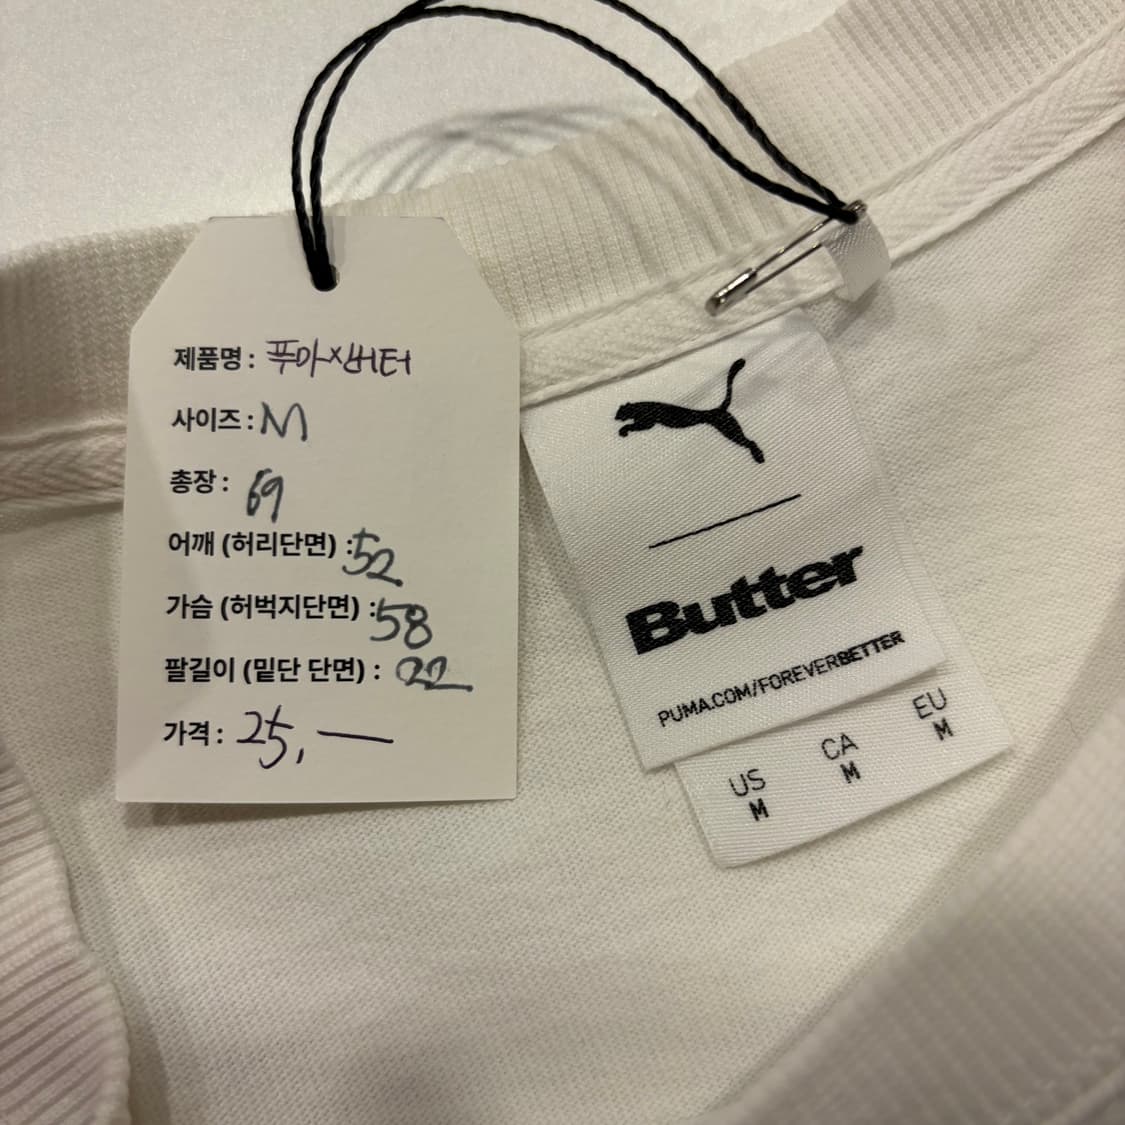 제품명 : 푸마×버터
사이즈 : M
총장 : 69
어깨 (허리단면) : 52
가슴 (허벅지단면) : 58
팔길이 (밑단 단면) : 22
가격 : 25,—
Butter
PUMA.COM/FOREVERBETTER
US CA EU
M M M